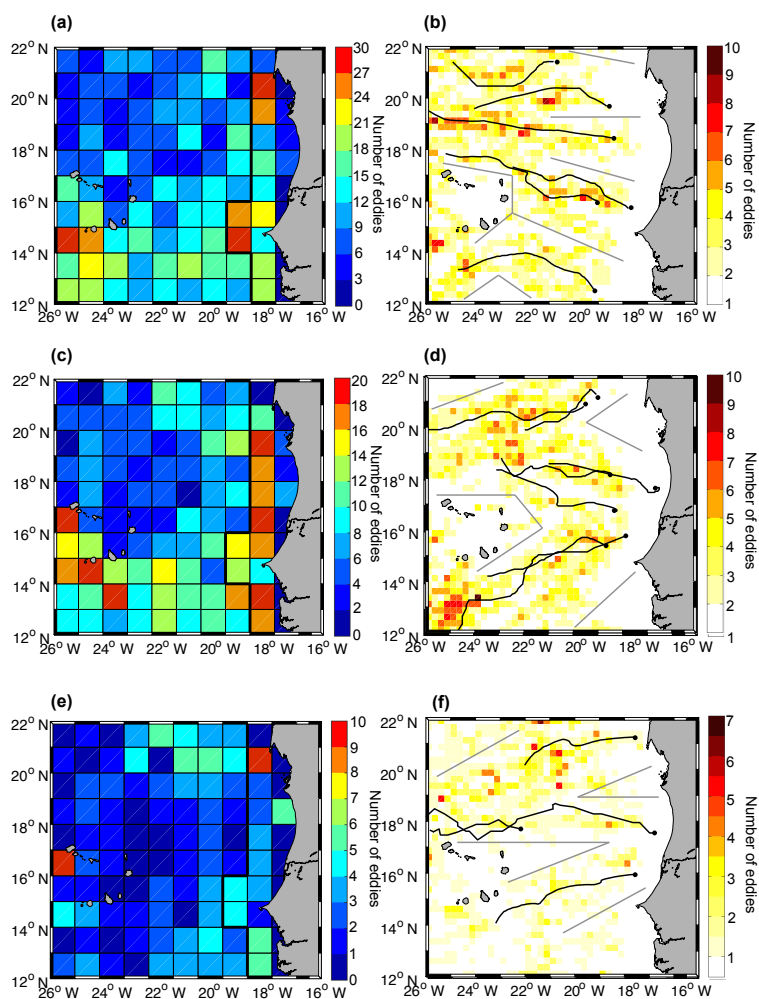 (a)
22° N
20° N
18° N
16° N
14° N
12° N
26° W 24° W 22° W 20° W 18° W 16° W
30
27
24
21
18
15
12
9
6
3
0
Number of eddies
(b)
22° N
20° N
18° N
16° N
14° N
12° N
26° W 24° W 22° W 20° W 18° W 16° W
10
9
8
7
6
5
4
3
2
1
Number of eddies
(c)
22° N
20° N
18° N
16° N
14° N
12° N
26° W 24° W 22° W 20° W 18° W 16° W
20
18
16
14
12
10
8
6
4
2
0
Number of eddies
(d)
22° N
20° N
18° N
16° N
14° N
12° N
26° W 24° W 22° W 20° W 18° W 16° W
10
9
8
7
6
5
4
3
2
1
Number of eddies
(e)
22° N
20° N
18° N
16° N
14° N
12° N
26° W 24° W 22° W 20° W 18° W 16° W
10
9
8
7
6
5
4
3
2
1
0
Number of eddies
(f)
22° N
20° N
18° N
16° N
14° N
12° N
26° W 24° W 22° W 20° W 18° W 16° W
7
6
5
4
3
2
1
Number of eddies